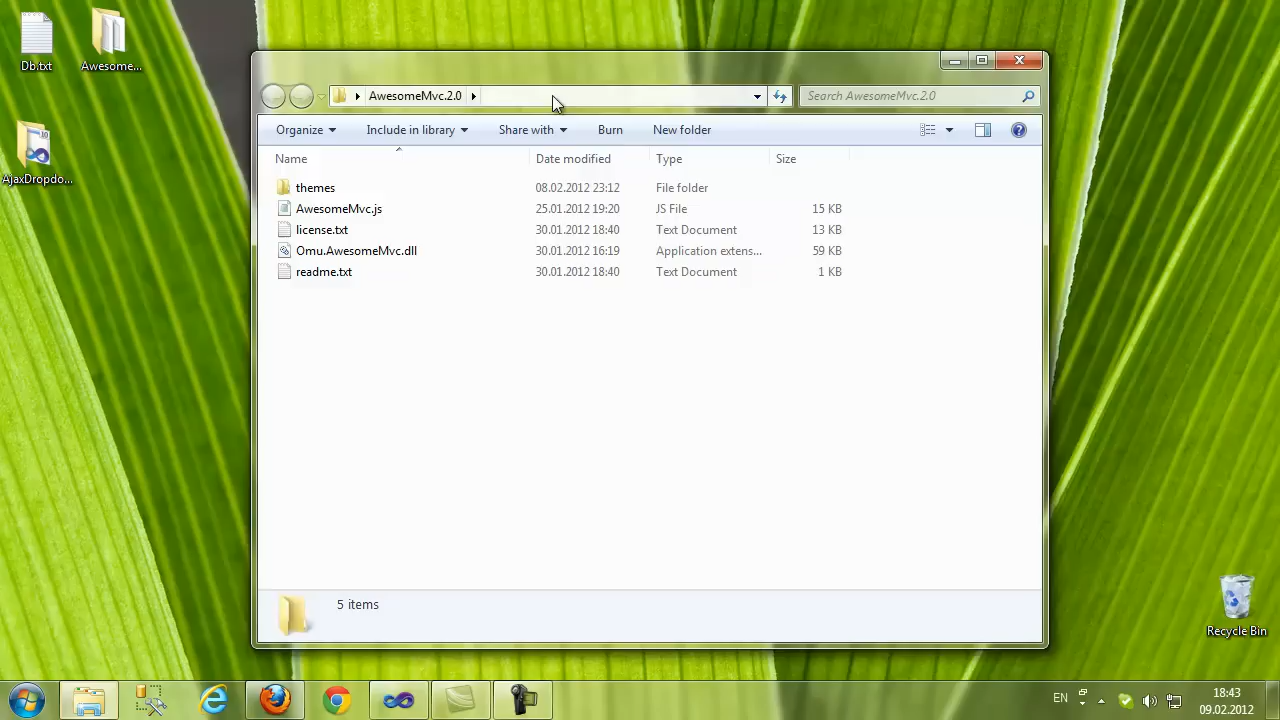 Db.txt
Awesome...
AjaxDropdo...
AwesomeMvc.2.0
Search AwesomeMvc.2.0
Organize
Include in library
Share with
Burn
New folder
Name Date modified Type Size
themes 08.02.2012 23:12 File folder
AwesomeMvc.js 25.01.2012 19:20 JS File 15 KB
license.txt 30.01.2012 18:40 Text Document 13 KB
Omu.AwesomeMvc.dll 30.01.2012 16:19 Application extens... 59 KB
readme.txt 30.01.2012 18:40 Text Document 1 KB
5 items
Recycle Bin
EN
18:43
09.02.2012